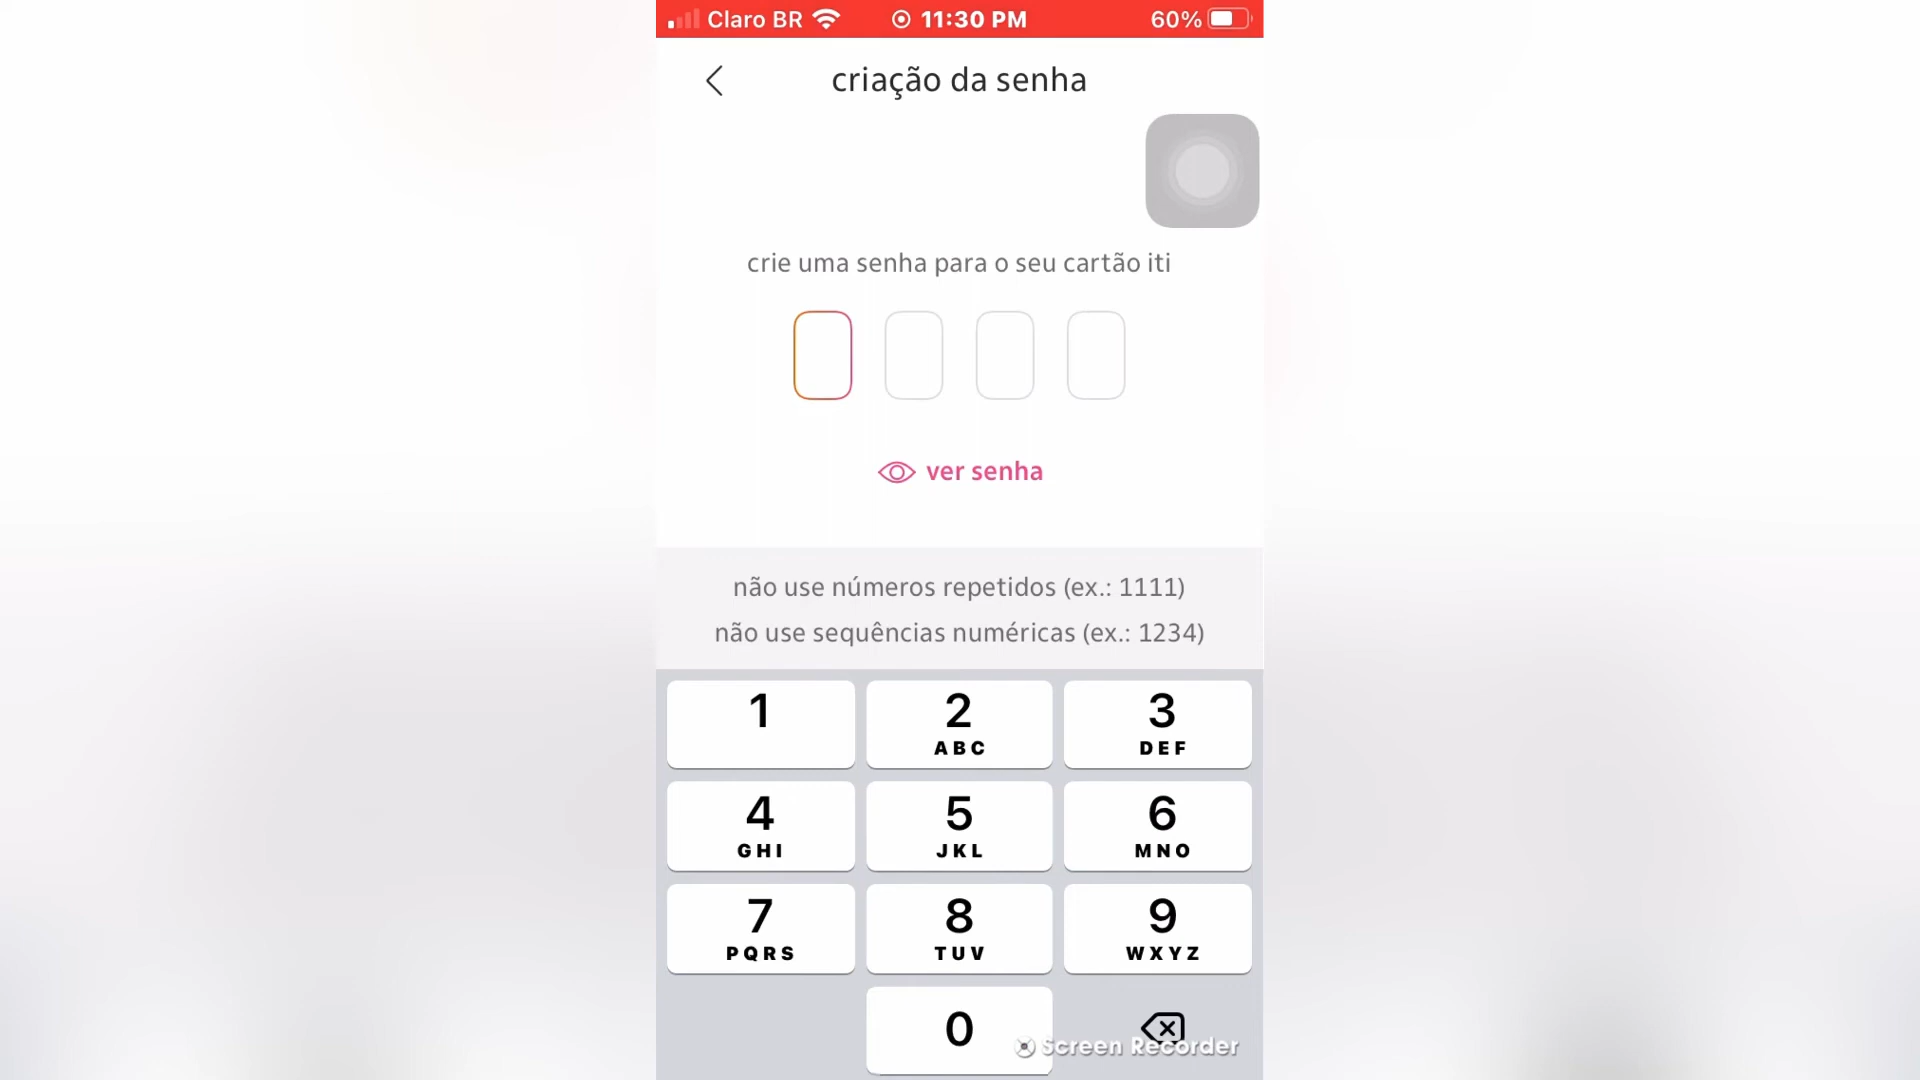 Claro BR 11:30 PM 60%
criação da senha
crie uma senha para o seu cartão iti
ver senha
não use números repetidos (ex.: 1111)
não use sequências numéricas (ex.: 1234)
1 2 3
ABC DEF
4 5 6
GHI JKL MNO
7 8 9
PQRS TUV WXYZ
0
Screen Recorder